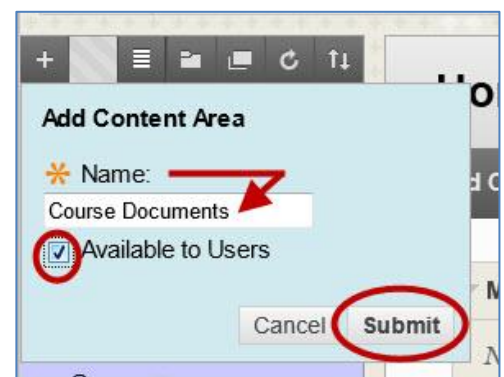 Add Content Area
Name:
Course Documents
Available to Users
Cancel Submit